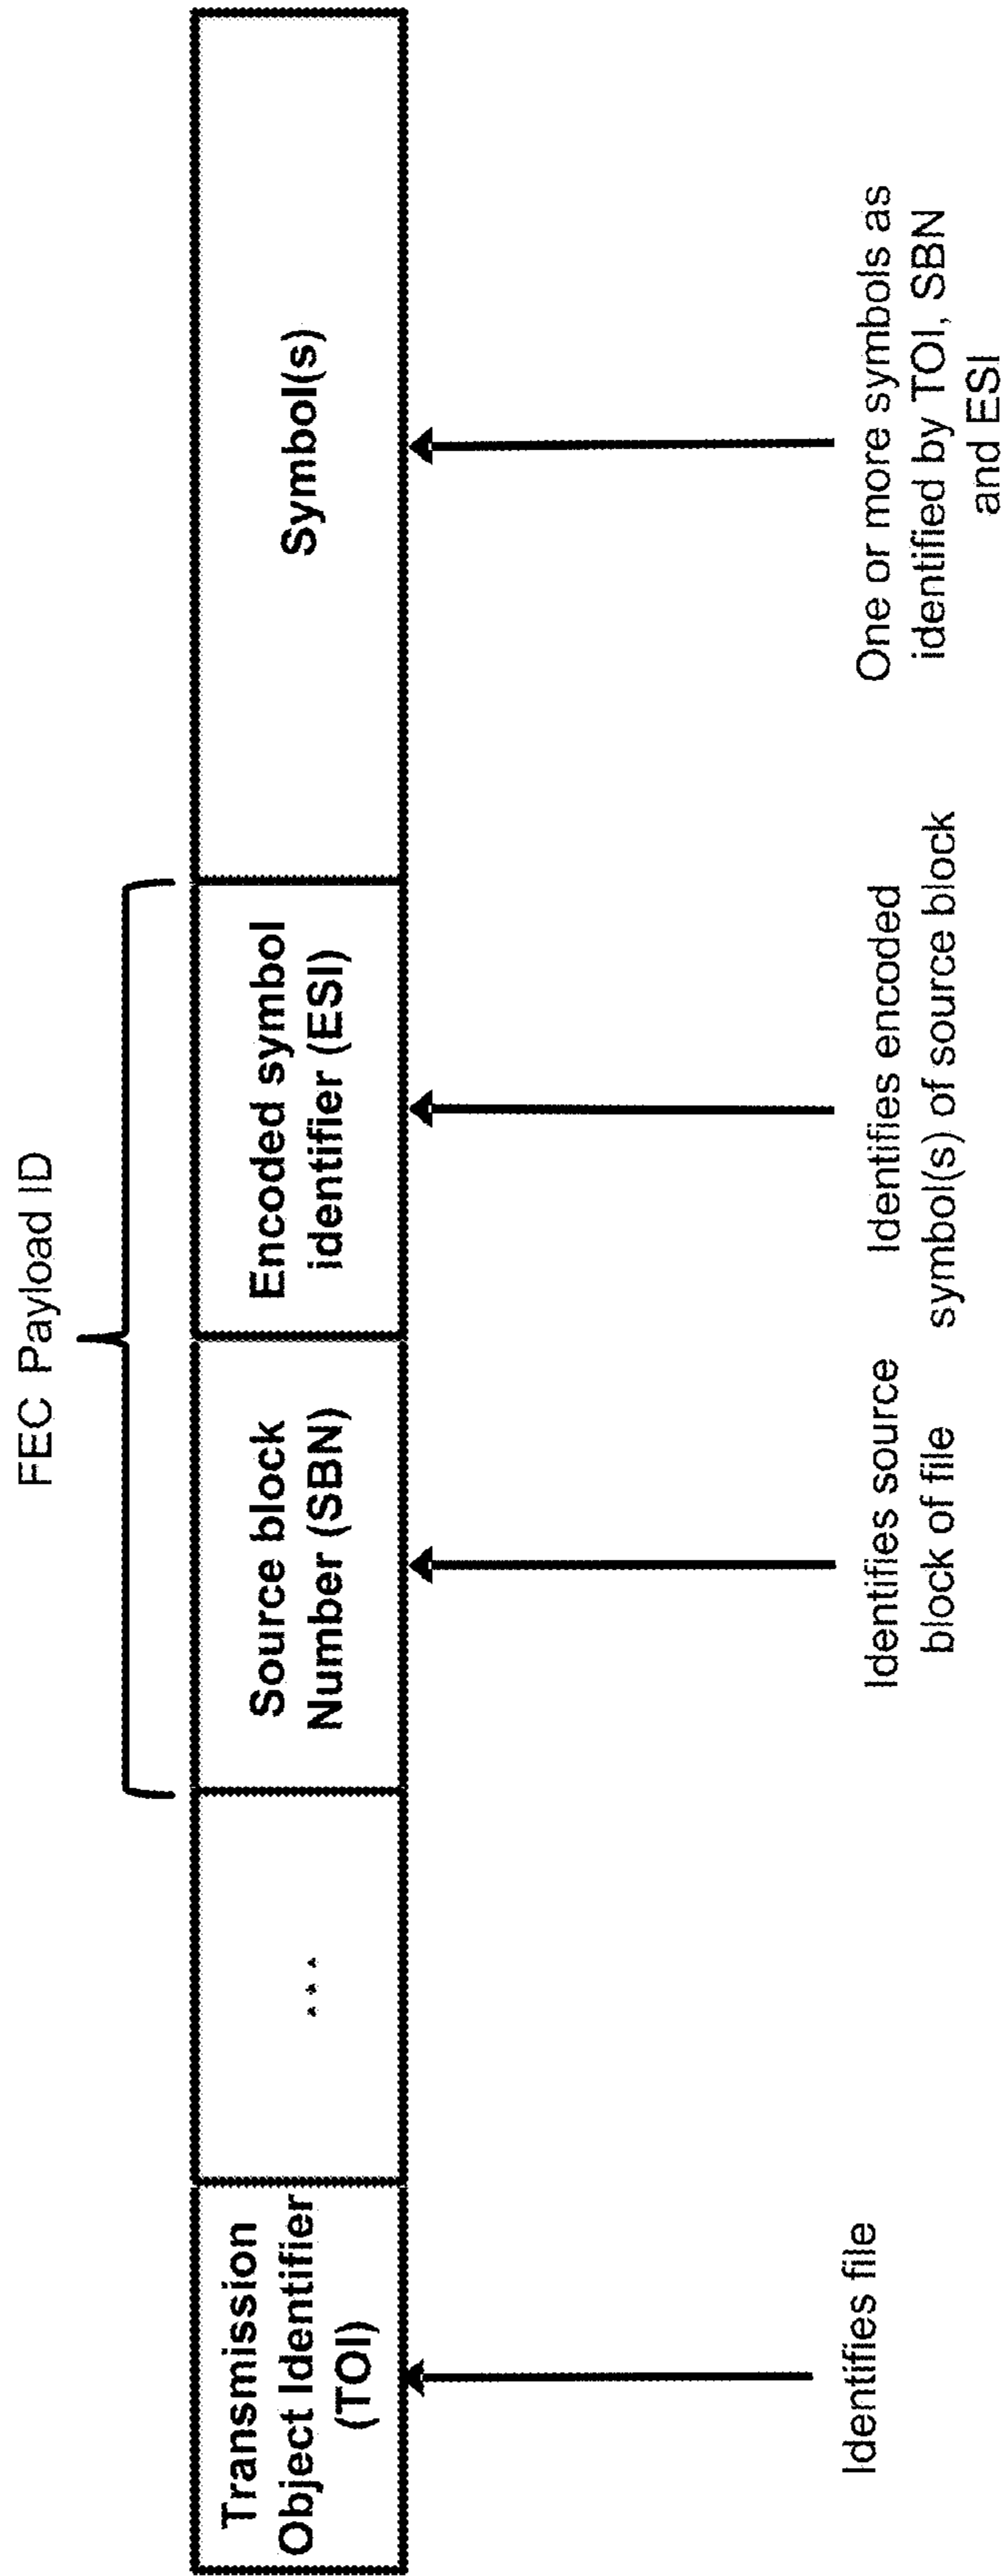 FEC Payload ID
Transmission
Object Identifier
(TOI)
...
Source block
Number (SBN)
Encoded symbol
identifier (ESI)
Symbol(s)
Identifies file
Identifies source
block of file
Identifies encoded
symbol(s) of source block
One or more symbols as
identified by TOI, SBN
and ESI